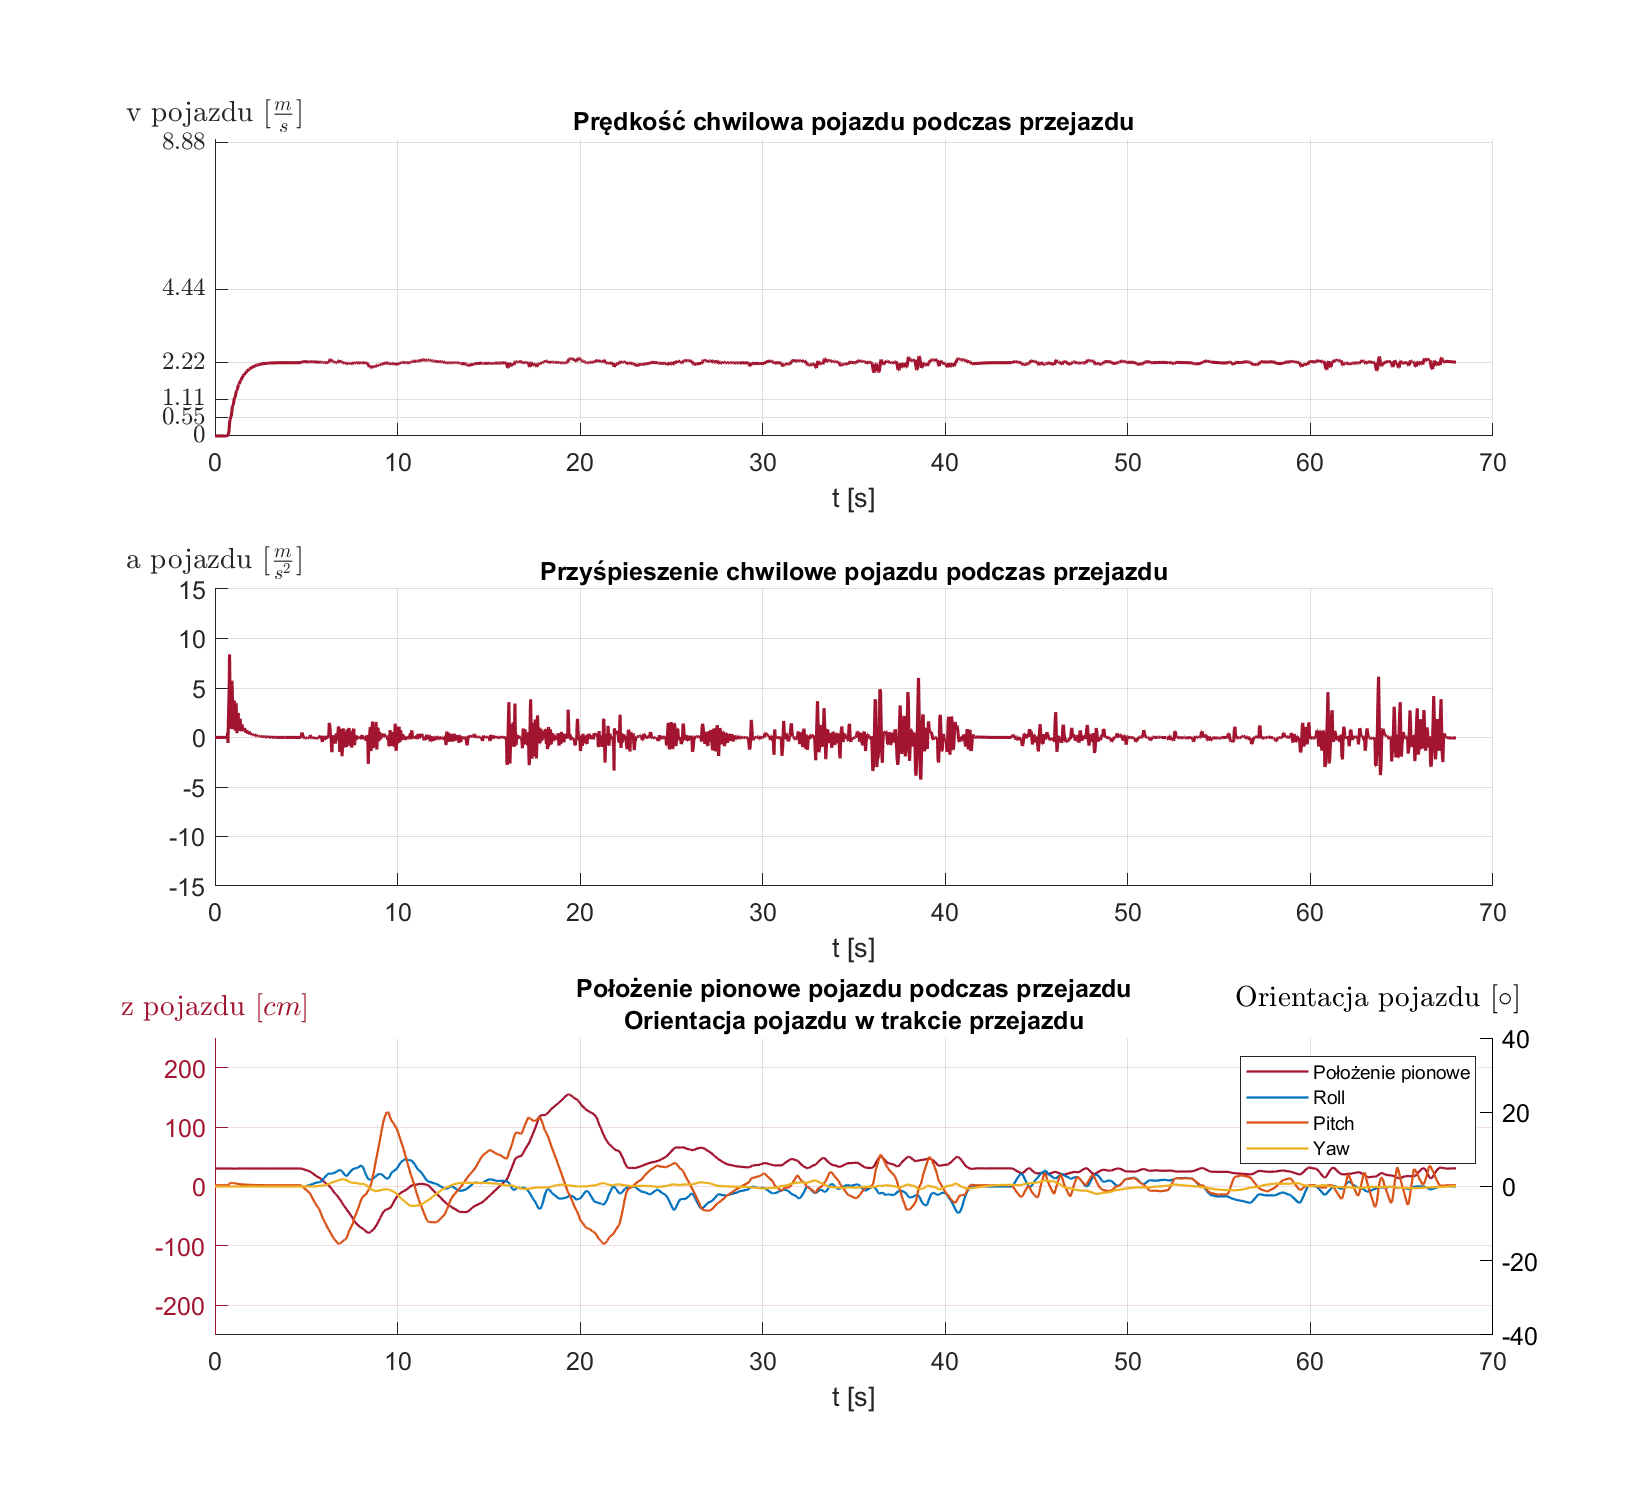 v pojazdu [m/s]
Prędkość chwilowa pojazdu podczas przejazdu
8.88
4.44
2.22
1.11
0.55
0
0 10 20 30 40 50 60 70
t [s]
a pojazdu [m/s²]
Przyśpieszenie chwilowe pojazdu podczas przejazdu
15
10
5
0
-5
-10
-15
0 10 20 30 40 50 60 70
t [s]
z pojazdu [cm]
Położenie pionowe pojazdu podczas przejazdu
Orientacja pojazdu w trakcie przejazdu
Orientacja pojazdu [∘]
200
100
0
-100
-200
40
20
0
-20
-40
Położenie pionowe
Roll
Pitch
Yaw
0 10 20 30 40 50 60 70
t [s]